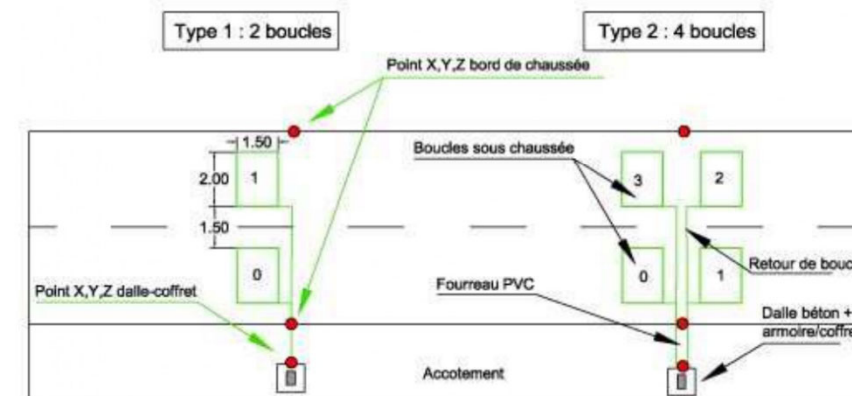 Type 1 : 2 boucles
Type 2 : 4 boucles
Point X,Y,Z bord de chaussée
1.50
Boucles sous chaussée
2.00
1
3
2
1.50
0
0
1
Retour de bouc
Point X,Y,Z dalle-coffret
Fourreau PVC
Dalle béton +
armoire/coffre
Accotement